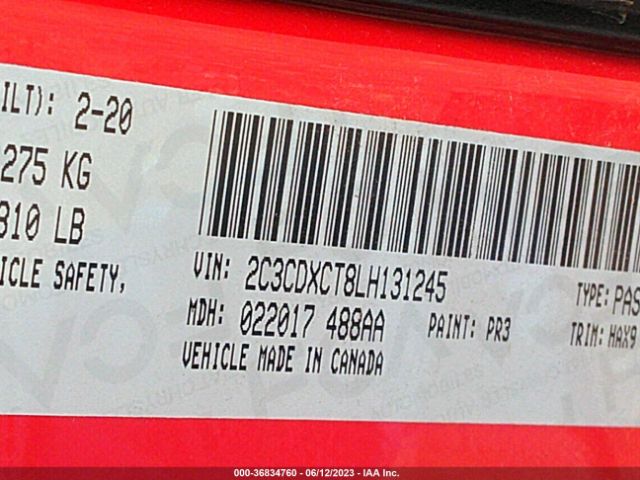 ILT): 2-20
275 KG
310 LB
ICLE SAFETY,
VIN: 2C3CDXCT8LH131245
TYPE: PAS
MDH: 022017 488AA
PAINT: PR3
TRIM: HAX9
VEHICLE MADE IN CANADA
000-36834760 - 06/12/2023 - IAA Inc.